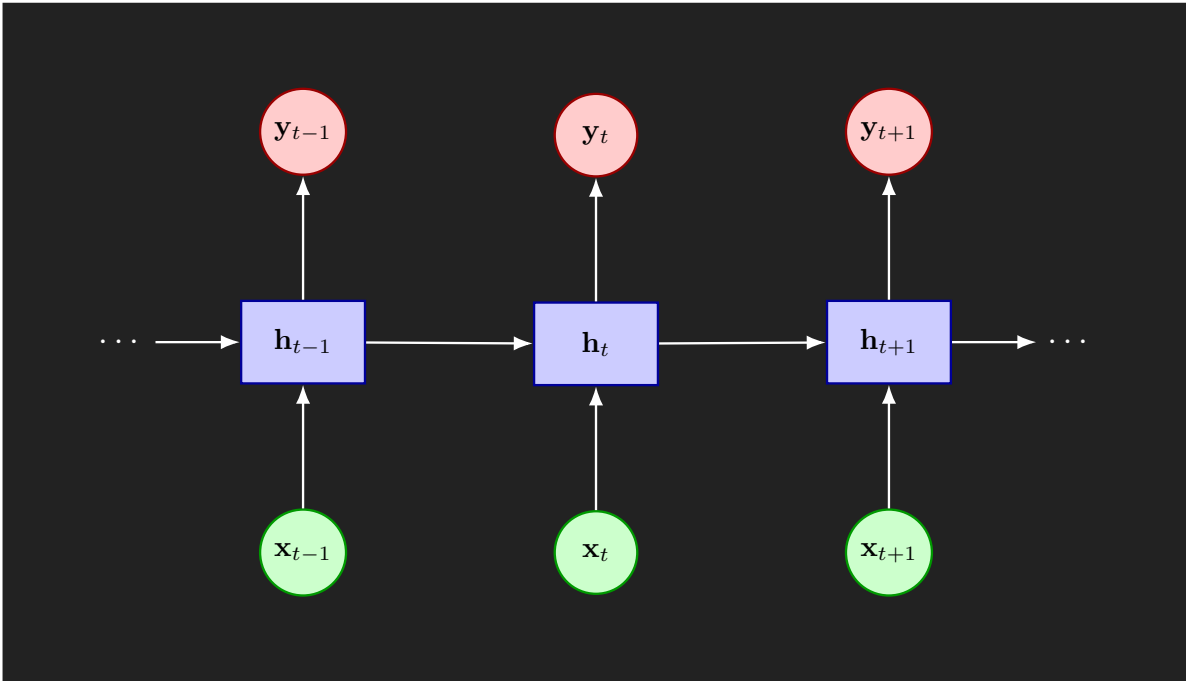 y_{t−1} y_t y_{t+1}
··· h_{t−1} h_t h_{t+1} ···
x_{t−1} x_t x_{t+1}